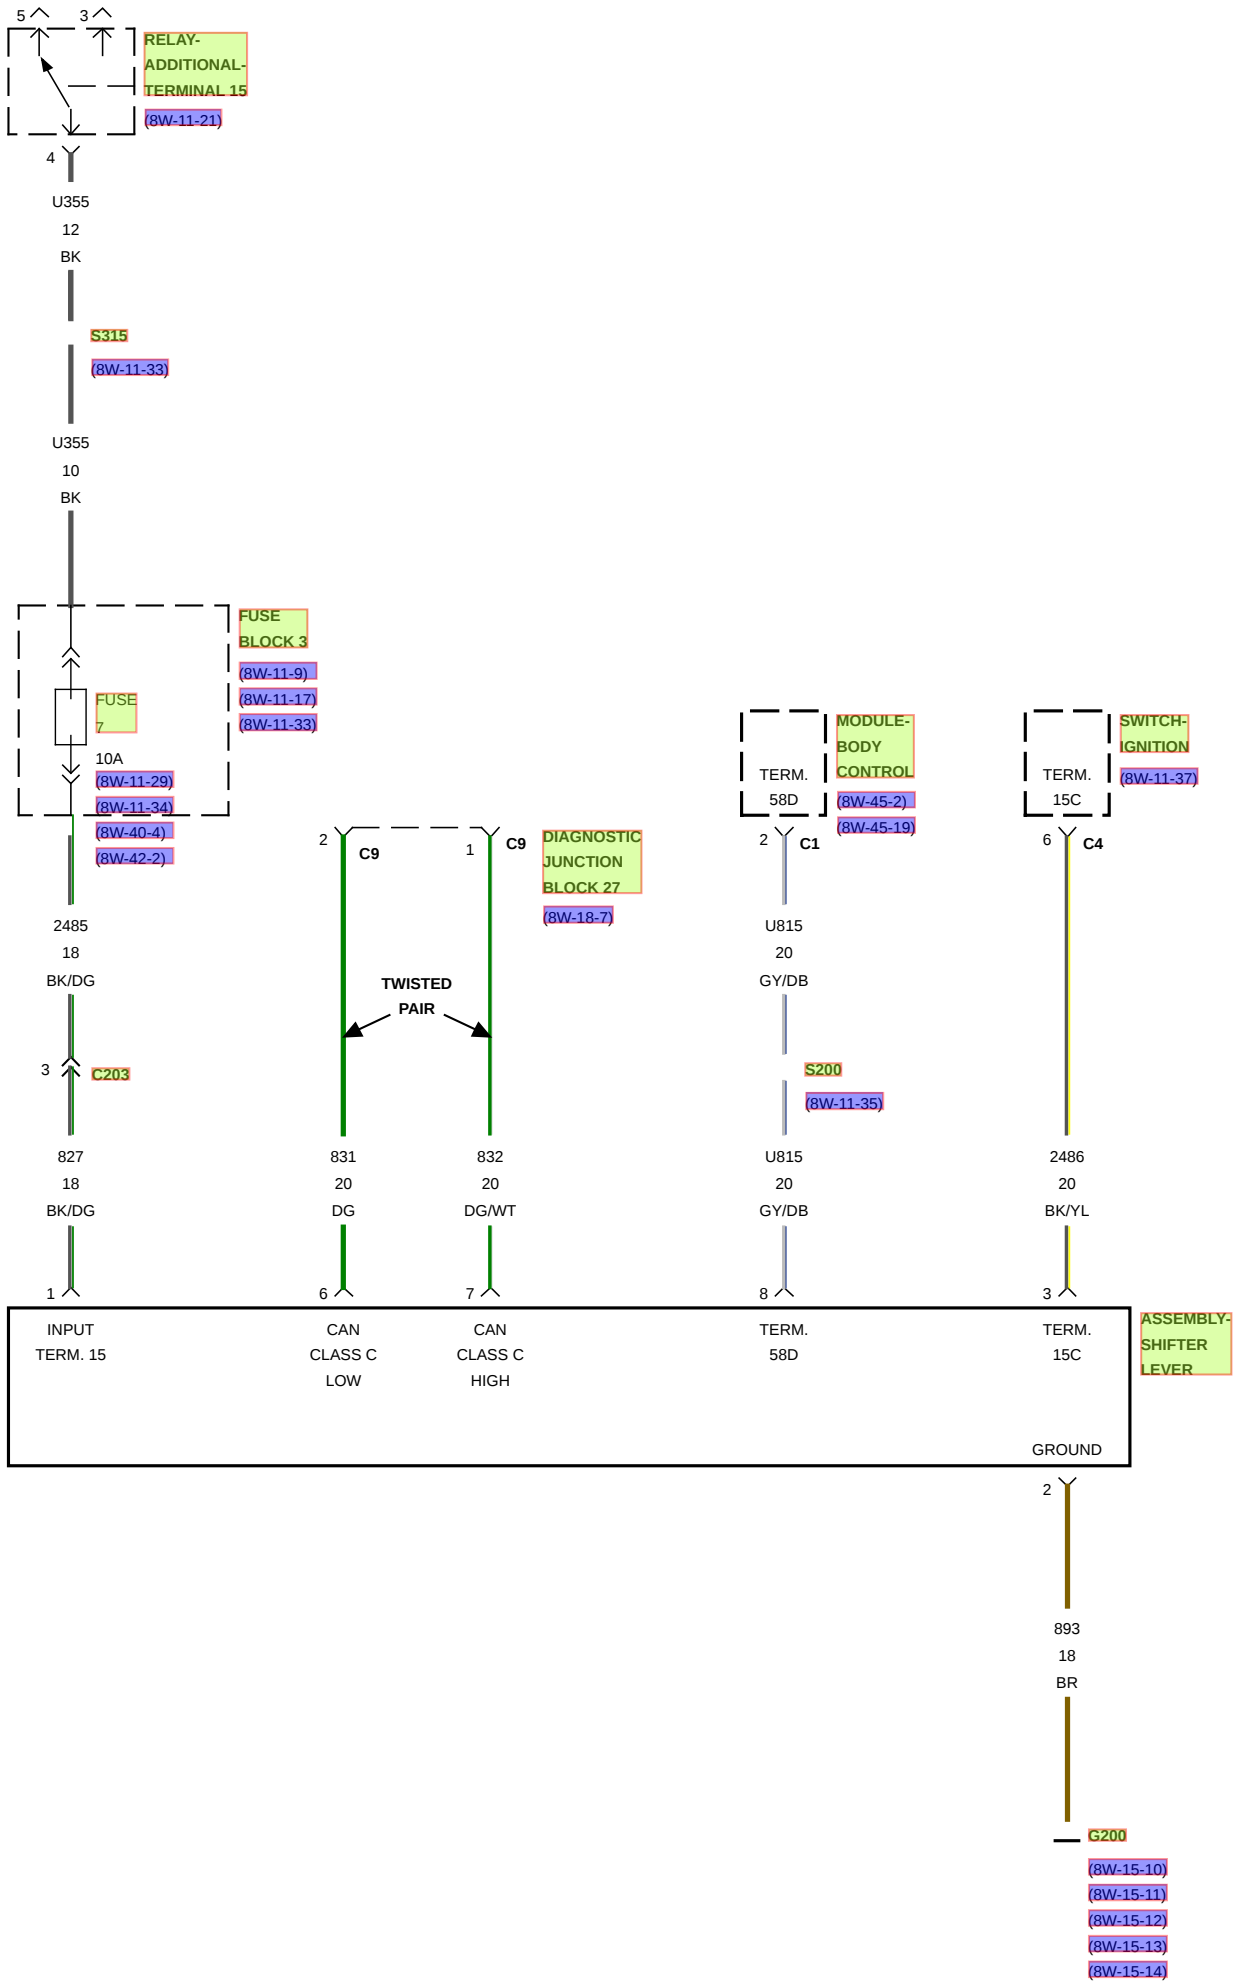 5
3
RELAY-
ADDITIONAL-
TERMINAL 15
(8W-11-21)
4
U355
12
BK
S315
(8W-11-33)
U355
10
BK
FUSE
BLOCK 3
(8W-11-9)
(8W-11-17)
(8W-11-33)
FUSE
7
10A
(8W-11-29)
(8W-11-34)
(8W-40-4)
(8W-42-2)
2485
18
BK/DG
3
C203
827
18
BK/DG
1
2
C9
1
C9
DIAGNOSTIC
JUNCTION
BLOCK 27
(8W-18-7)
TWISTED
PAIR
831
20
DG
6
832
20
DG/WT
7
TERM.
58D
MODULE-
BODY
CONTROL
(8W-45-2)
(8W-45-19)
2
C1
U815
20
GY/DB
S200
(8W-11-35)
U815
20
GY/DB
8
TERM.
15C
SWITCH-
IGNITION
(8W-11-37)
6
C4
2486
20
BK/YL
3
INPUT
TERM. 15
CAN
CLASS C
LOW
CAN
CLASS C
HIGH
TERM.
58D
TERM.
15C
ASSEMBLY-
SHIFTER
LEVER
GROUND
2
893
18
BR
G200
(8W-15-10)
(8W-15-11)
(8W-15-12)
(8W-15-13)
(8W-15-14)